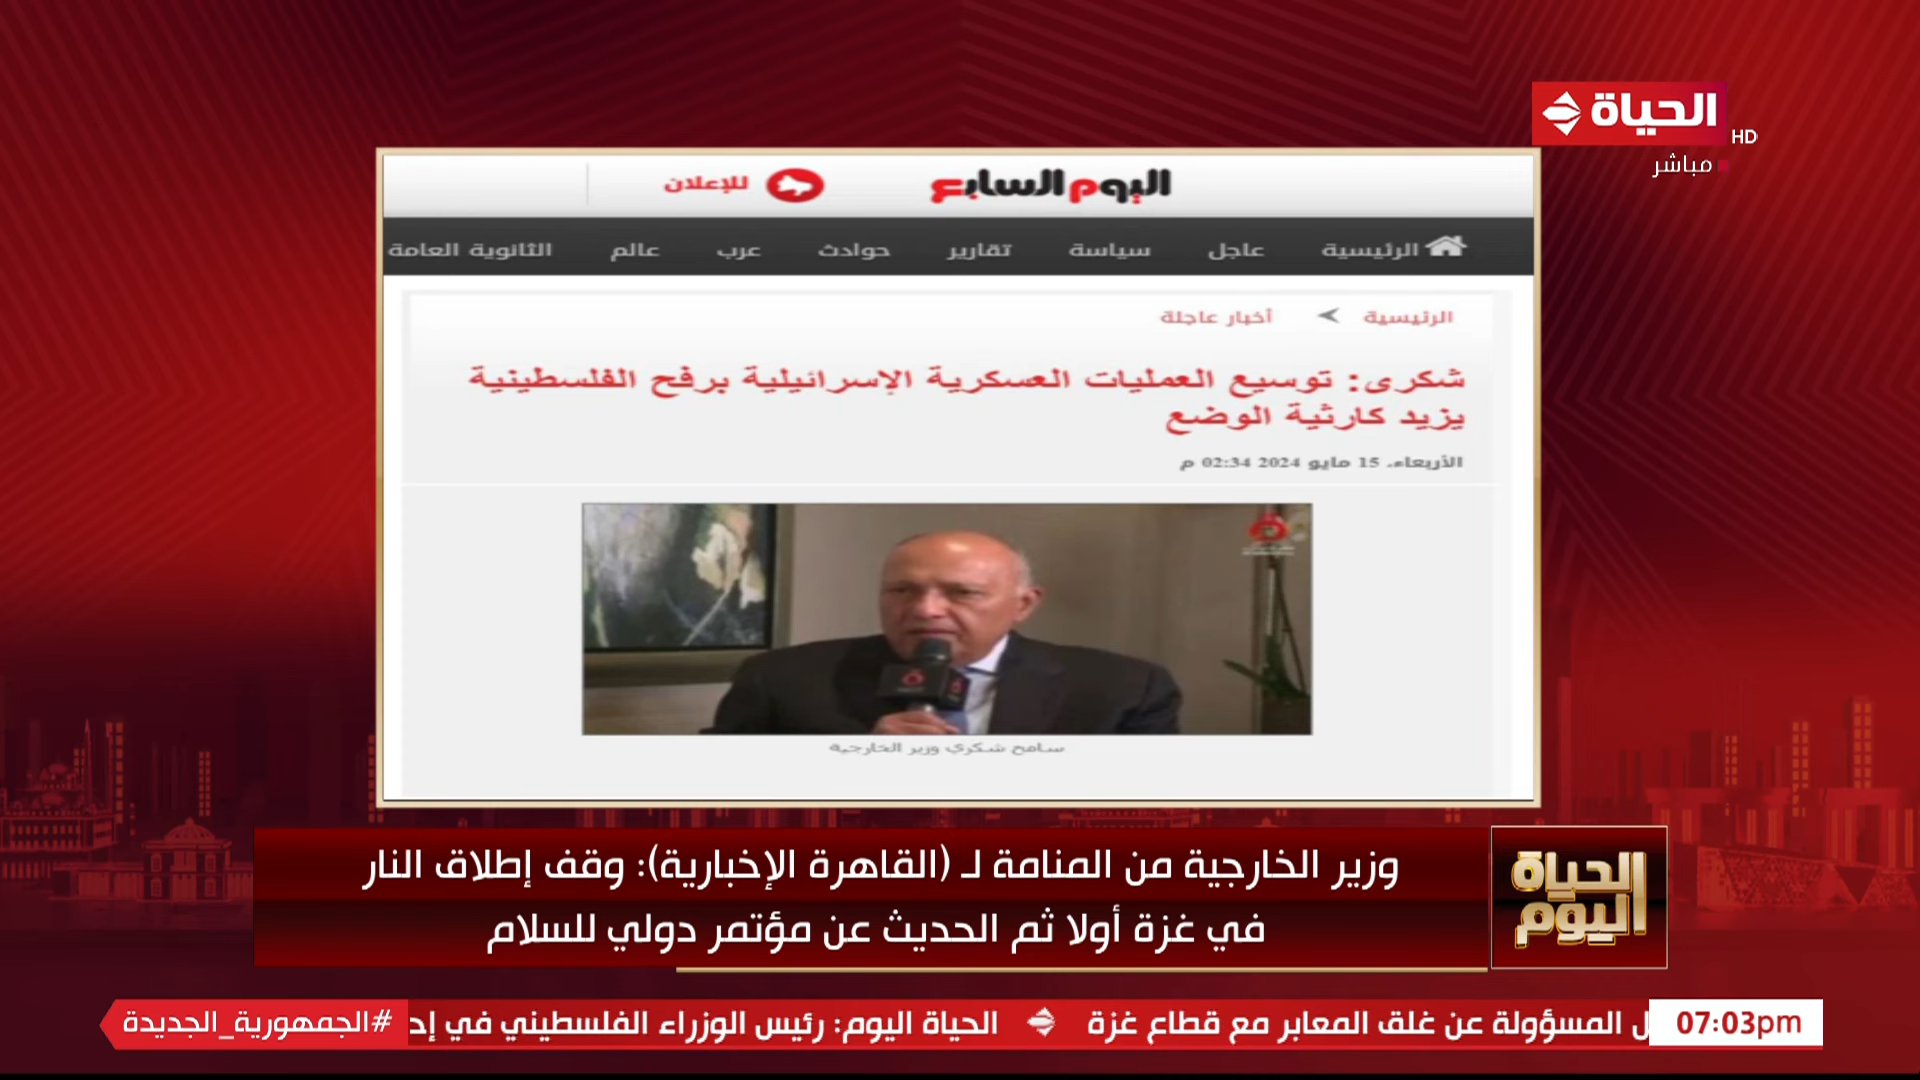 الحياة
HD
مباشر
اليوم السابع
للإعلان
الرئيسية عاجل سياسة تقارير حوادث عرب عالم الثانوية العامة
الرئيسية أخبار عاجلة
شكرى: توسيع العمليات العسكرية الإسرائيلية برفح الفلسطينية
يزيد كارثية الوضع
الأربعاء، 15 مايو 2024 02:34 م
سامح شكري وزير الخارجية
وزير الخارجية من المنامة لـ (القاهرة الإخبارية): وقف إطلاق النار
في غزة أولا ثم الحديث عن مؤتمر دولي للسلام
الحياة
اليوم
07:03pm
ل المسؤولة عن غلق المعابر مع قطاع غزة الحياة اليوم: رئيس الوزراء الفلسطيني في إح
#الجمهورية_الجديدة